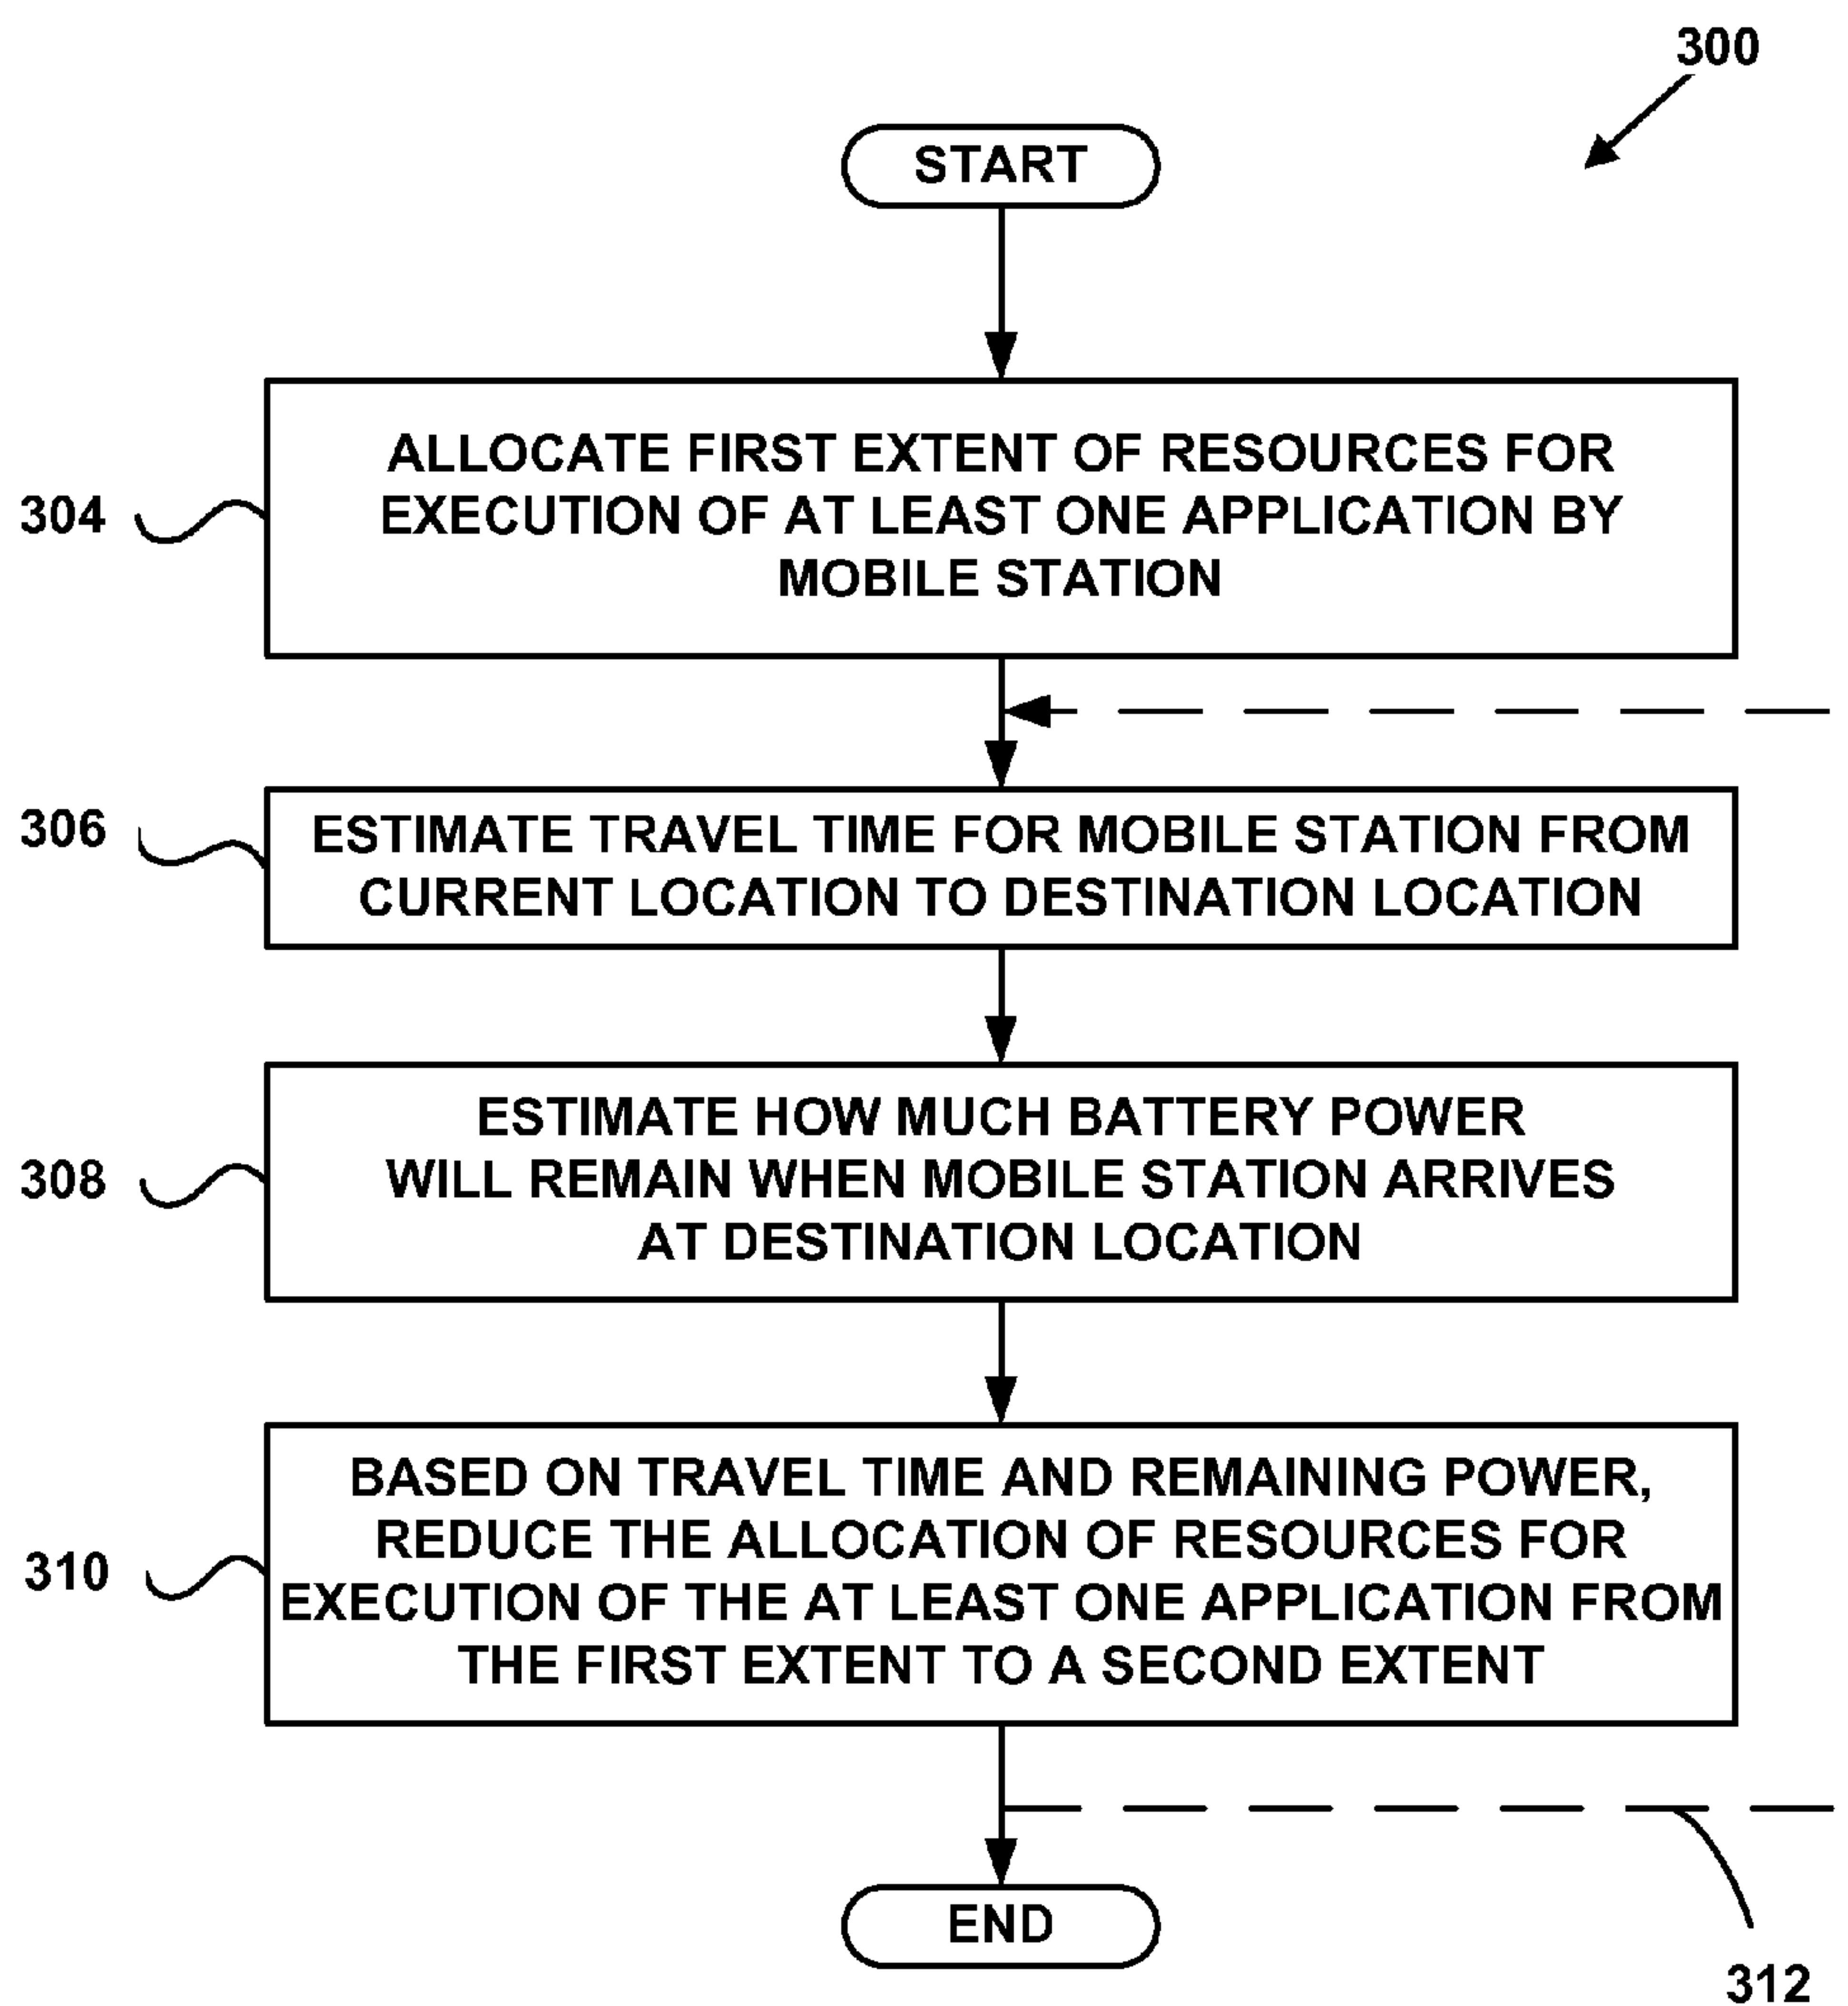 300
START
ALLOCATE FIRST EXTENT OF RESOURCES FOR
EXECUTION OF AT LEAST ONE APPLICATION BY
MOBILE STATION
304
306
ESTIMATE TRAVEL TIME FOR MOBILE STATION FROM
CURRENT LOCATION TO DESTINATION LOCATION
ESTIMATE HOW MUCH BATTERY POWER
WILL REMAIN WHEN MOBILE STATION ARRIVES
AT DESTINATION LOCATION
308
BASED ON TRAVEL TIME AND REMAINING POWER,
REDUCE THE ALLOCATION OF RESOURCES FOR
EXECUTION OF THE AT LEAST ONE APPLICATION FROM
THE FIRST EXTENT TO A SECOND EXTENT
310
END
312